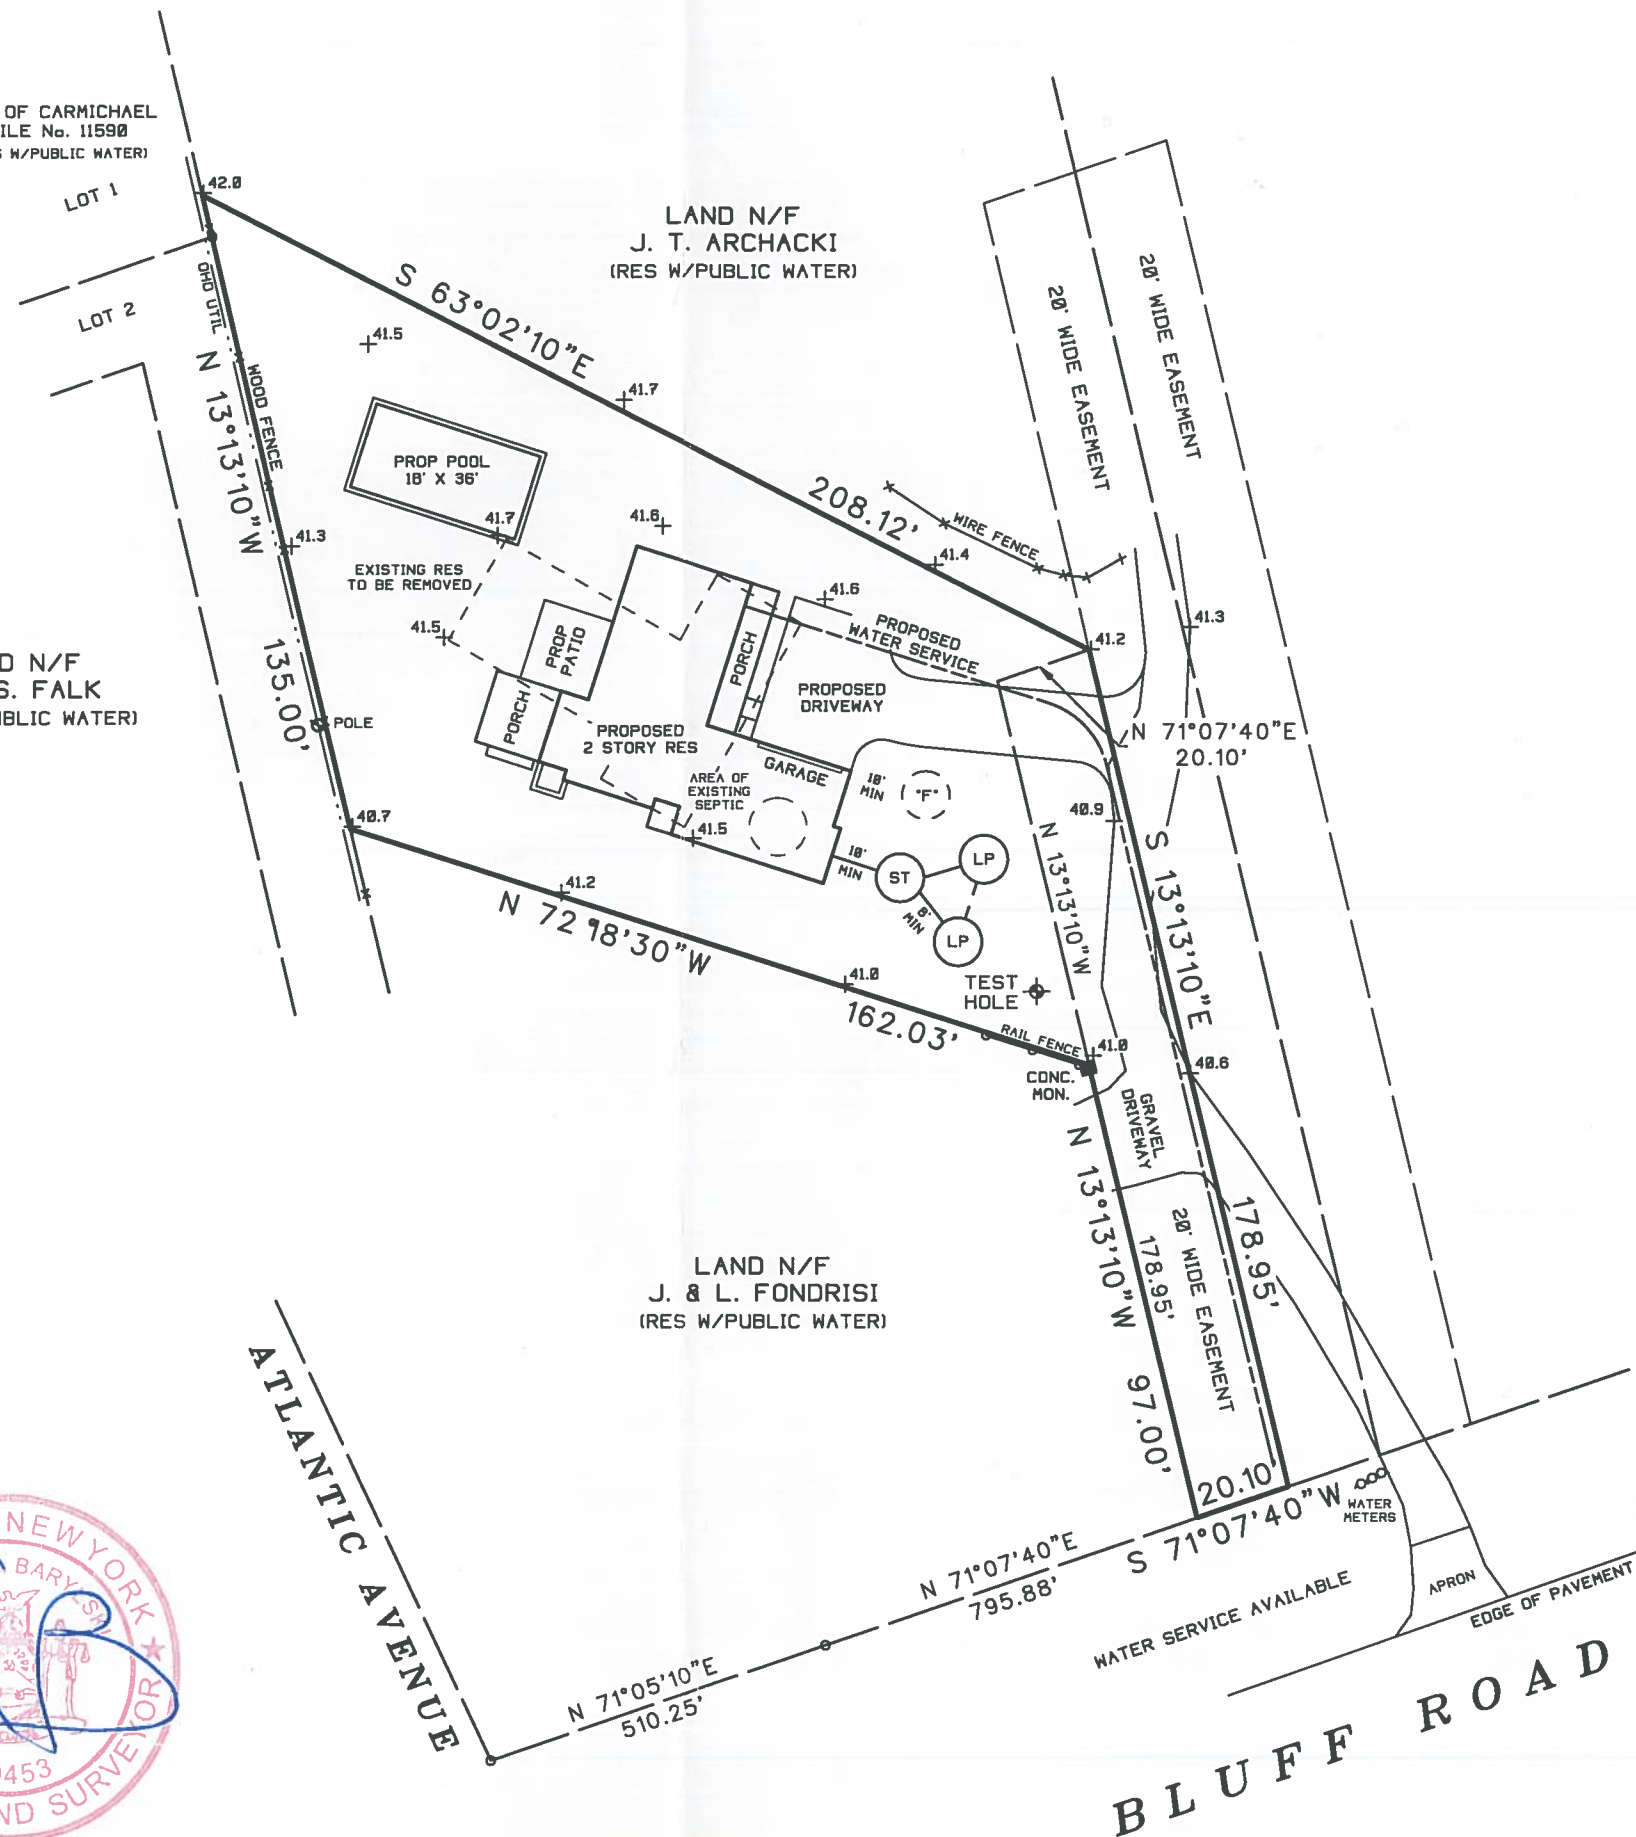 OF CARMICHAEL
ILE No. 11590
W/PUBLIC WATER)
LOT 1
LOT 2
42.0
OHD UTIL
WOOD FENCE
N 13°13'10"W
135.00'
S 63°02'10"E
208.12'
LAND N/F
J. T. ARCHACKI
(RES W/PUBLIC WATER)
20' WIDE EASEMENT
20' WIDE EASEMENT
41.5
41.7
PROP POOL
18' X 36'
41.7
41.6
41.3
EXISTING RES
TO BE REMOVED
41.5
WIRE FENCE
41.4
41.6
41.2
41.3
PROPOSED
WATER SERVICE
PROP
PATIO
PORCH
PORCH
PROPOSED
DRIVEWAY
N 71°07'40"E
20.10'
D N/F
S. FALK
BLIC WATER)
POLE
PROPOSED
2 STORY RES
GARAGE
AREA OF
EXISTING
SEPTIC
10'
MIN
"F"
40.9
40.7
41.5
10'
MIN
ST
LP
LP
8'
MIN
41.2
N 72°18'30"W
162.03'
41.0
TEST
HOLE
RAIL FENCE
41.0
CONC.
MON.
N 13°13'10"W
S 13°13'10"E
178.95'
40.6
GRAVEL
DRIVEWAY
N 13°13'10"W
97.00'
178.95'
20' WIDE EASEMENT
LAND N/F
J. & L. FONDRISI
(RES W/PUBLIC WATER)
20.10'
S 71°07'40"W
WATER
METERS
N 71°07'40"E
795.88'
N 71°05'10"E
510.25'
WATER SERVICE AVAILABLE
APRON
EDGE OF PAVEMENT
ATLANTIC AVENUE
BLUFF ROAD
NEW YORK
453
ND SURVEYOR